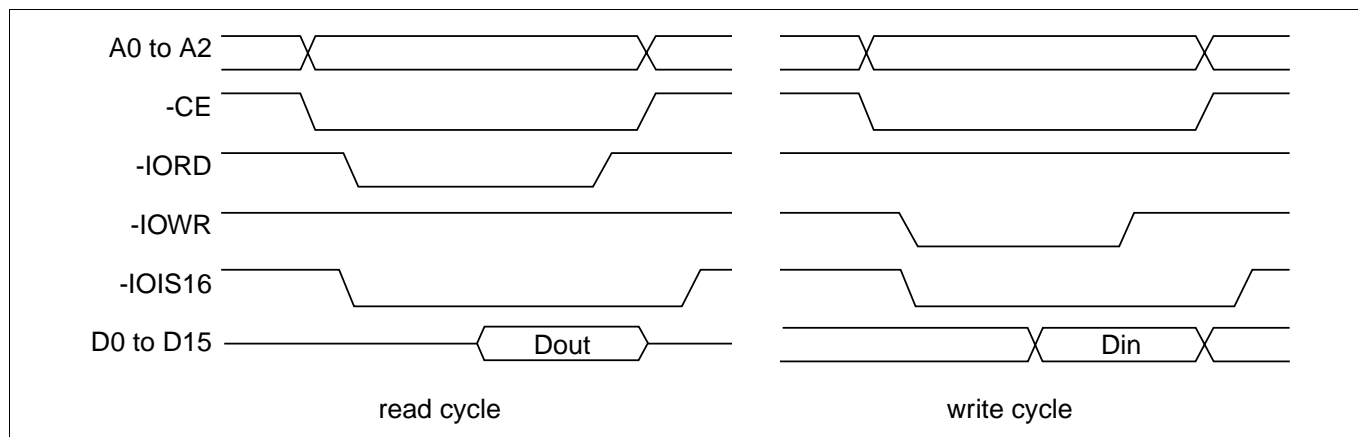 A0 to A2
-CE
-IORD
-IOWR
-IOIS16
D0 to D15
Dout
Din
read cycle
write cycle